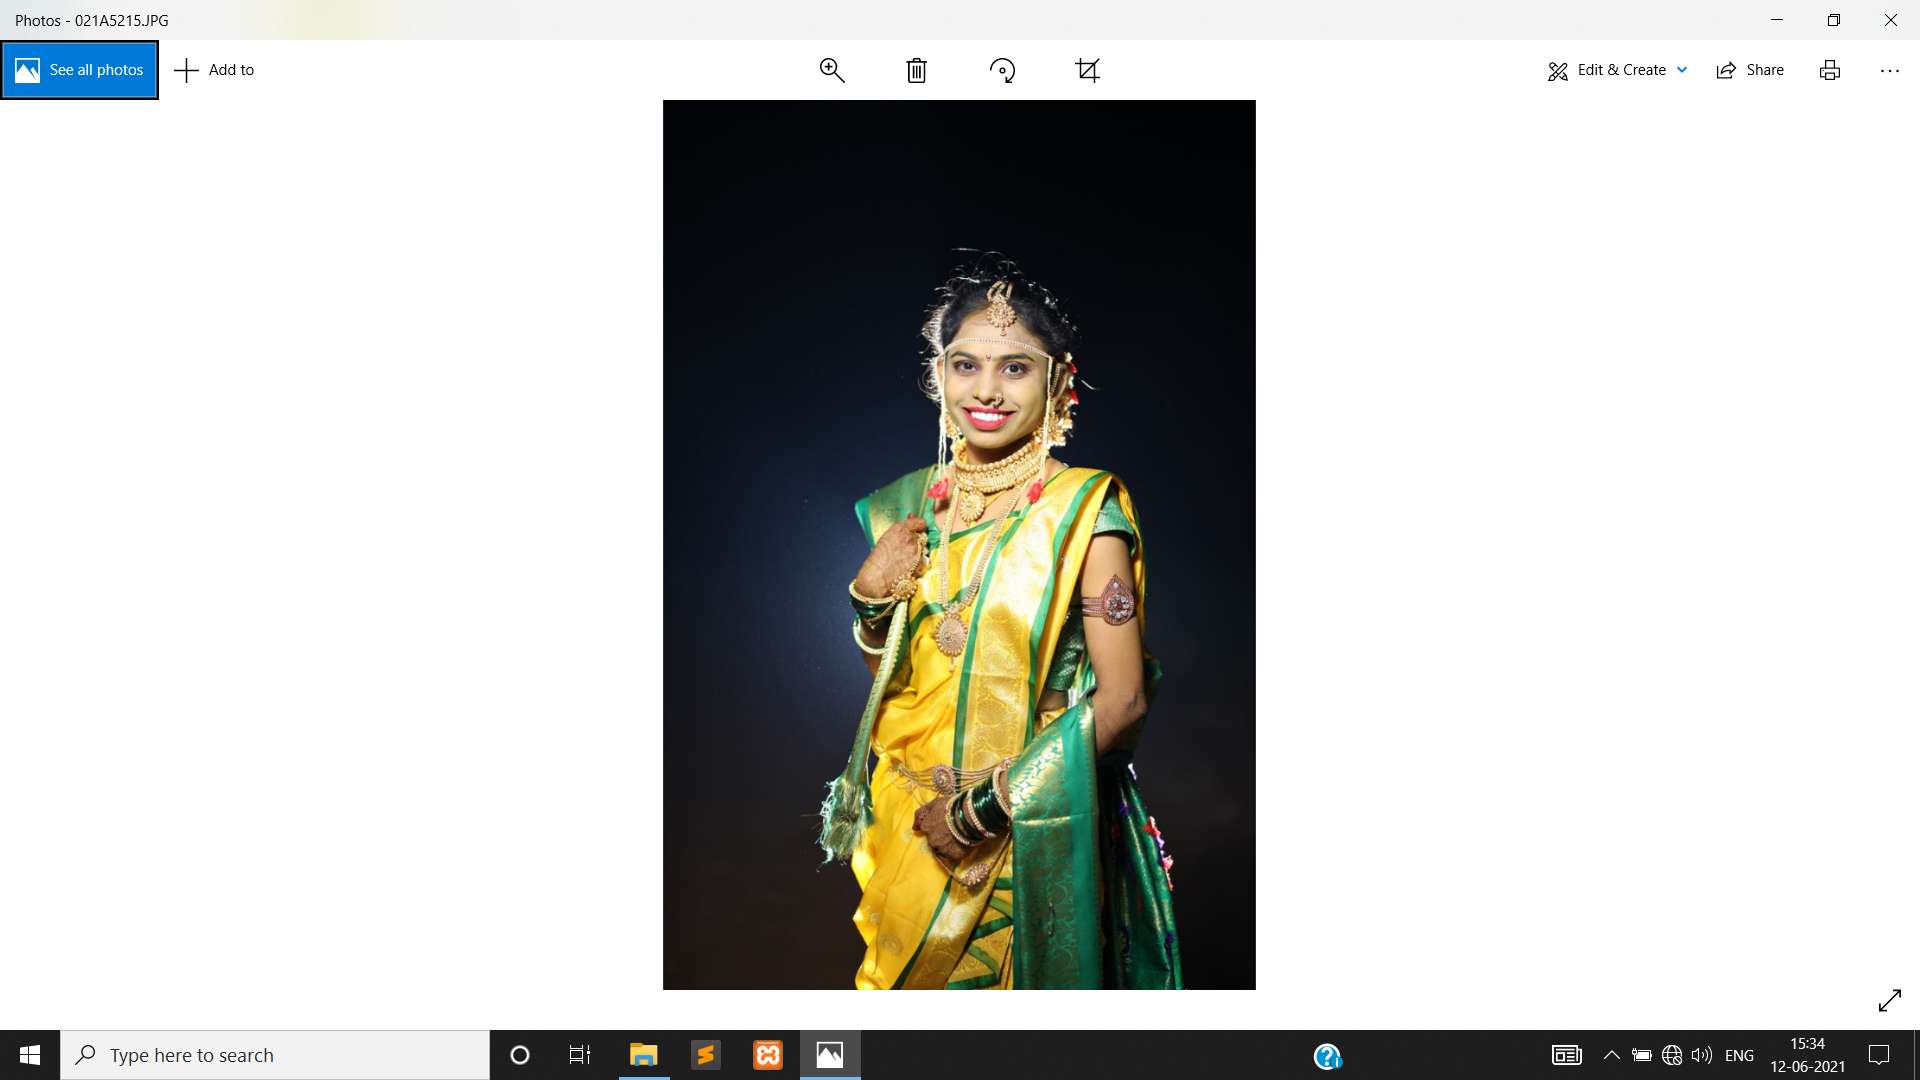 Photos - 021A5215.JPG
See all photos
Add to
Edit & Create
Share
Type here to search
ENG
15:34
12-06-2021